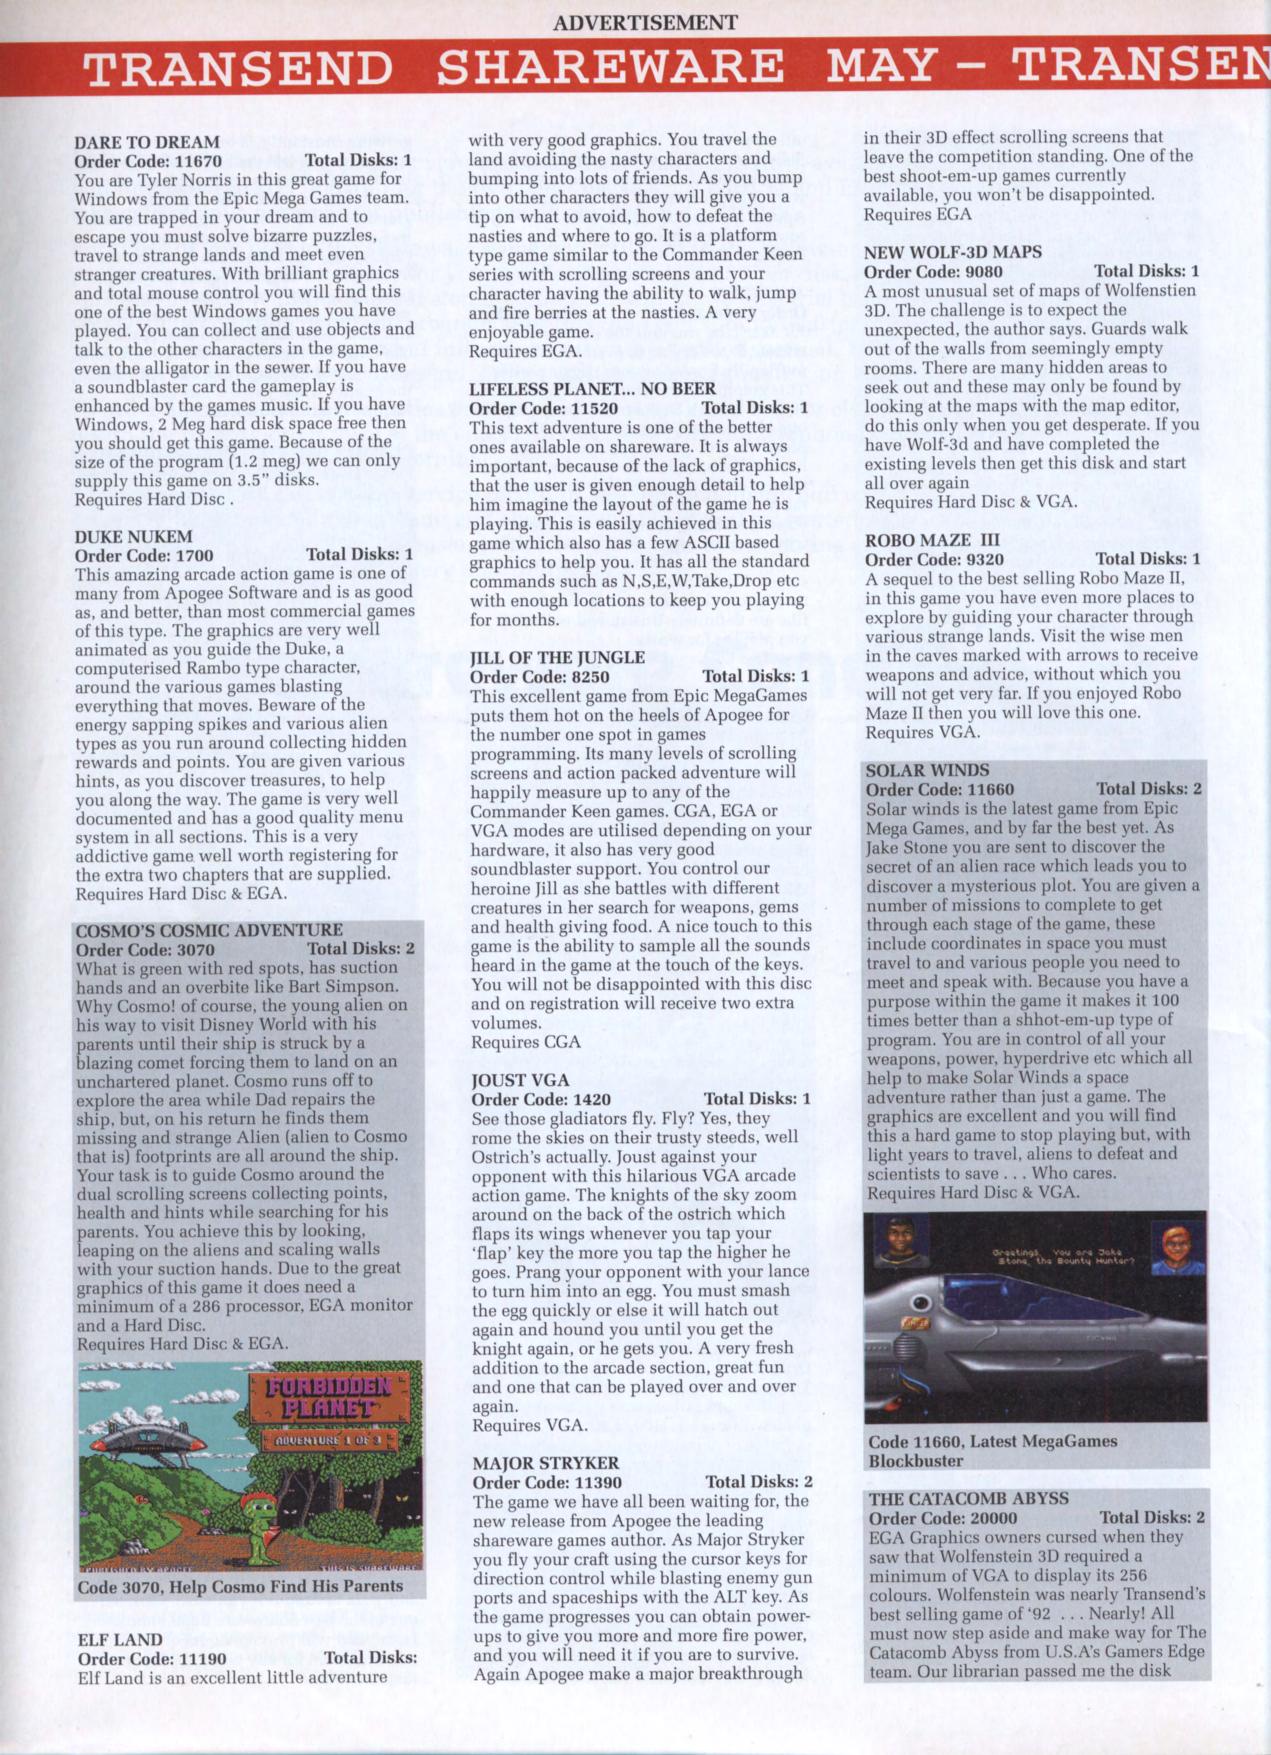 ADVERTISEMENT
TRANSEND SHAREWARE MAY – TRANSEN
DARE TO DREAM
Order Code: 11670 Total Disks: 1
You are Tyler Norris in this great game for
Windows from the Epic Mega Games team.
You are trapped in your dream and to
escape you must solve bizarre puzzles,
travel to strange lands and meet even
stranger creatures. With brilliant graphics
and total mouse control you will find this
one of the best Windows games you have
played. You can collect and use objects and
talk to the other characters in the game,
even the alligator in the sewer. If you have
a soundblaster card the gameplay is
enhanced by the games music. If you have
Windows, 2 Meg hard disk space free then
you should get this game. Because of the
size of the program (1.2 meg) we can only
supply this game on 3.5” disks.
Requires Hard Disc .
DUKE NUKEM
Order Code: 1700 Total Disks: 1
This amazing arcade action game is one of
many from Apogee Software and is as good
as, and better, than most commercial games
of this type. The graphics are very well
animated as you guide the Duke, a
computerised Rambo type character,
around the various games blasting
everything that moves. Beware of the
energy sapping spikes and various alien
types as you run around collecting hidden
rewards and points. You are given various
hints, as you discover treasures, to help
you along the way. The game is very well
documented and has a good quality menu
system in all sections. This is a very
addictive game well worth registering for
the extra two chapters that are supplied.
Requires Hard Disc & EGA.
COSMO'S COSMIC ADVENTURE
Order Code: 3070 Total Disks: 2
What is green with red spots, has suction
hands and an overbite like Bart Simpson.
Why Cosmo! of course, the young alien on
his way to visit Disney World with his
parents until their ship is struck by a
blazing comet forcing them to land on an
unchartered planet. Cosmo runs off to
explore the area while Dad repairs the
ship, but, on his return he finds them
missing and strange Alien (alien to Cosmo
that is) footprints are all around the ship.
Your task is to guide Cosmo around the
dual scrolling screens collecting points,
health and hints while searching for his
parents. You achieve this by looking,
leaping on the aliens and scaling walls
with your suction hands. Due to the great
graphics of this game it does need a
minimum of a 286 processor, EGA monitor
and a Hard Disc.
Requires Hard Disc & EGA.
FORBIDDEN
PLANET
ADVENTURE 1 OF 3
PUBLISHED BY APOGEE THIS IS SHAREWARE
Code 3070, Help Cosmo Find His Parents
ELF LAND
Order Code: 11190 Total Disks:
Elf Land is an excellent little adventure
with very good graphics. You travel the
land avoiding the nasty characters and
bumping into lots of friends. As you bump
into other characters they will give you a
tip on what to avoid, how to defeat the
nasties and where to go. It is a platform
type game similar to the Commander Keen
series with scrolling screens and your
character having the ability to walk, jump
and fire berries at the nasties. A very
enjoyable game.
Requires EGA.
LIFELESS PLANET... NO BEER
Order Code: 11520 Total Disks: 1
This text adventure is one of the better
ones available on shareware. It is always
important, because of the lack of graphics,
that the user is given enough detail to help
him imagine the layout of the game he is
playing. This is easily achieved in this
game which also has a few ASCII based
graphics to help you. It has all the standard
commands such as N,S,E,W,Take,Drop etc
with enough locations to keep you playing
for months.
JILL OF THE JUNGLE
Order Code: 8250 Total Disks: 1
This excellent game from Epic MegaGames
puts them hot on the heels of Apogee for
the number one spot in games
programming. Its many levels of scrolling
screens and action packed adventure will
happily measure up to any of the
Commander Keen games. CGA, EGA or
VGA modes are utilised depending on your
hardware, it also has very good
soundblaster support. You control our
heroine Jill as she battles with different
creatures in her search for weapons, gems
and health giving food. A nice touch to this
game is the ability to sample all the sounds
heard in the game at the touch of the keys.
You will not be disappointed with this disc
and on registration will receive two extra
volumes.
Requires CGA
JOUST VGA
Order Code: 1420 Total Disks: 1
See those gladiators fly. Fly? Yes, they
rome the skies on their trusty steeds, well
Ostrich's actually. Joust against your
opponent with this hilarious VGA arcade
action game. The knights of the sky zoom
around on the back of the ostrich which
flaps its wings whenever you tap your
‘flap’ key the more you tap the higher he
goes. Prang your opponent with your lance
to turn him into an egg. You must smash
the egg quickly or else it will hatch out
again and hound you until you get the
knight again, or he gets you. A very fresh
addition to the arcade section, great fun
and one that can be played over and over
again.
Requires VGA.
MAJOR STRYKER
Order Code: 11390 Total Disks: 2
The game we have all been waiting for, the
new release from Apogee the leading
shareware games author. As Major Stryker
you fly your craft using the cursor keys for
direction control while blasting enemy gun
ports and spaceships with the ALT key. As
the game progresses you can obtain power-
ups to give you more and more fire power,
and you will need it if you are to survive.
Again Apogee make a major breakthrough
in their 3D effect scrolling screens that
leave the competition standing. One of the
best shoot-em-up games currently
available, you won't be disappointed.
Requires EGA
NEW WOLF-3D MAPS
Order Code: 9080 Total Disks: 1
A most unusual set of maps of Wolfenstien
3D. The challenge is to expect the
unexpected, the author says. Guards walk
out of the walls from seemingly empty
rooms. There are many hidden areas to
seek out and these may only be found by
looking at the maps with the map editor,
do this only when you get desperate. If you
have Wolf-3d and have completed the
existing levels then get this disk and start
all over again
Requires Hard Disc & VGA.
ROBO MAZE III
Order Code: 9320 Total Disks: 1
A sequel to the best selling Robo Maze II,
in this game you have even more places to
explore by guiding your character through
various strange lands. Visit the wise men
in the caves marked with arrows to receive
weapons and advice, without which you
will not get very far. If you enjoyed Robo
Maze II then you will love this one.
Requires VGA.
SOLAR WINDS
Order Code: 11660 Total Disks: 2
Solar winds is the latest game from Epic
Mega Games, and by far the best yet. As
Jake Stone you are sent to discover the
secret of an alien race which leads you to
discover a mysterious plot. You are given a
number of missions to complete to get
through each stage of the game, these
include coordinates in space you must
travel to and various people you need to
meet and speak with. Because you have a
purpose within the game it makes it 100
times better than a shhot-em-up type of
program. You are in control of all your
weapons, power, hyperdrive etc which all
help to make Solar Winds a space
adventure rather than just a game. The
graphics are excellent and you will find
this a hard game to stop playing but, with
light years to travel, aliens to defeat and
scientists to save . . . Who cares.
Requires Hard Disc & VGA.
Greetings. You are Jake
Stone, the Bounty Hunter?
Code 11660, Latest MegaGames
Blockbuster
THE CATACOMB ABYSS
Order Code: 20000 Total Disks: 2
EGA Graphics owners cursed when they
saw that Wolfenstein 3D required a
minimum of VGA to display its 256
colours. Wolfenstein was nearly Transend's
best selling game of ‘92 . . . Nearly! All
must now step aside and make way for The
Catacomb Abyss from U.S.A's Gamers Edge
team. Our librarian passed me the disk